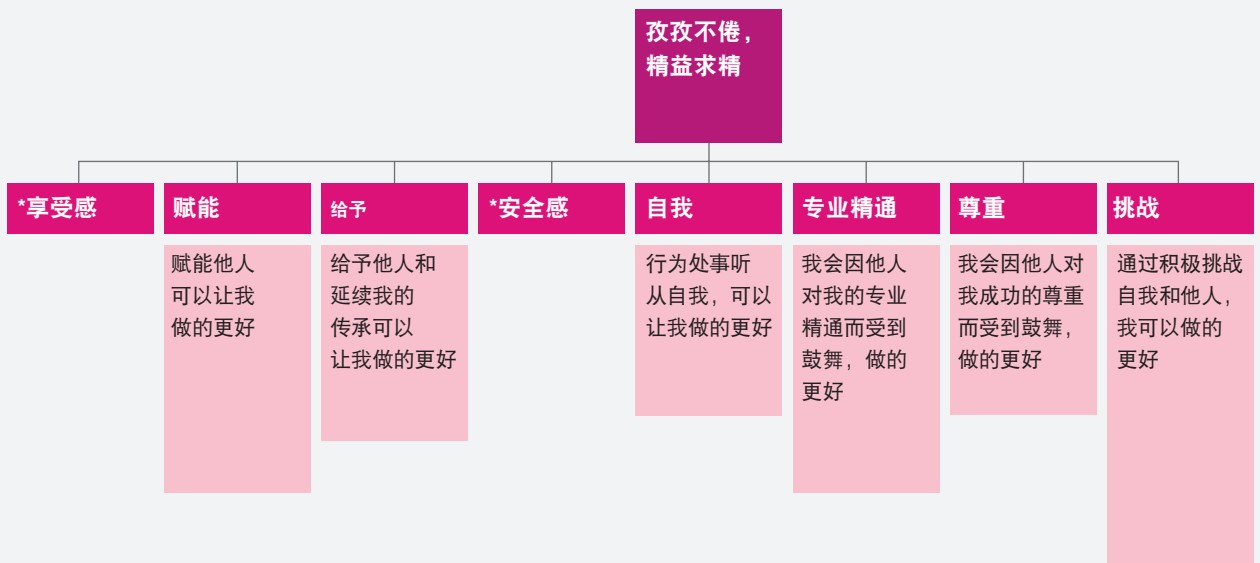 孜孜不倦，
精益求精
*享受感
赋能
给予
*安全感
自我
专业精通
尊重
挑战
赋能他人
可以让我
做的更好
给予他人和
延续我的
传承可以
让我做的更好
行为处事听
从自我，可以
让我做的更好
我会因他人
对我的专业
精通而受到
鼓舞，做的
更好
我会因他人对
我成功的尊重
而受到鼓舞，
做的更好
通过积极挑战
自我和他人，
我可以做的
更好